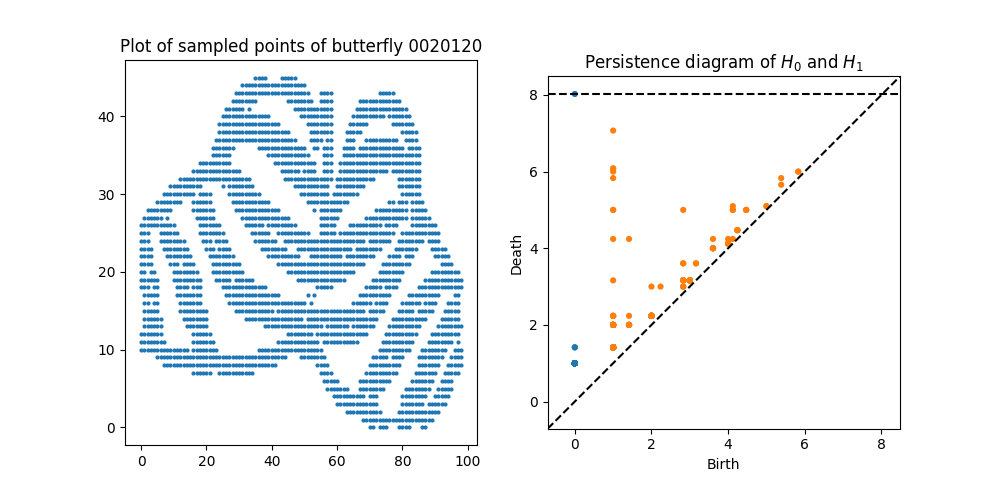 Plot of sampled points of butterfly 0020120
40
30
20
10
0
0 20 40 60 80 100
Persistence diagram of H₀ and H₁
8
6
4
2
0
Death
0 2 4 6 8
Birth